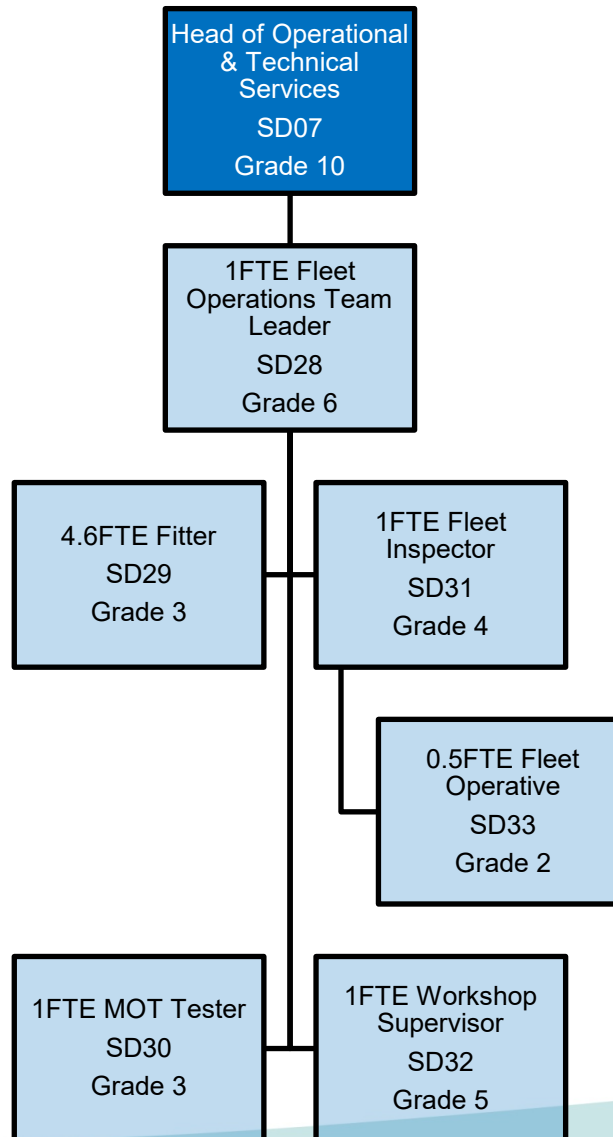 Head of Operational
& Technical
Services
SD07
Grade 10
1FTE Fleet
Operations Team
Leader
SD28
Grade 6
4.6FTE Fitter
SD29
Grade 3
1FTE Fleet
Inspector
SD31
Grade 4
0.5FTE Fleet
Operative
SD33
Grade 2
1FTE MOT Tester
SD30
Grade 3
1FTE Workshop
Supervisor
SD32
Grade 5